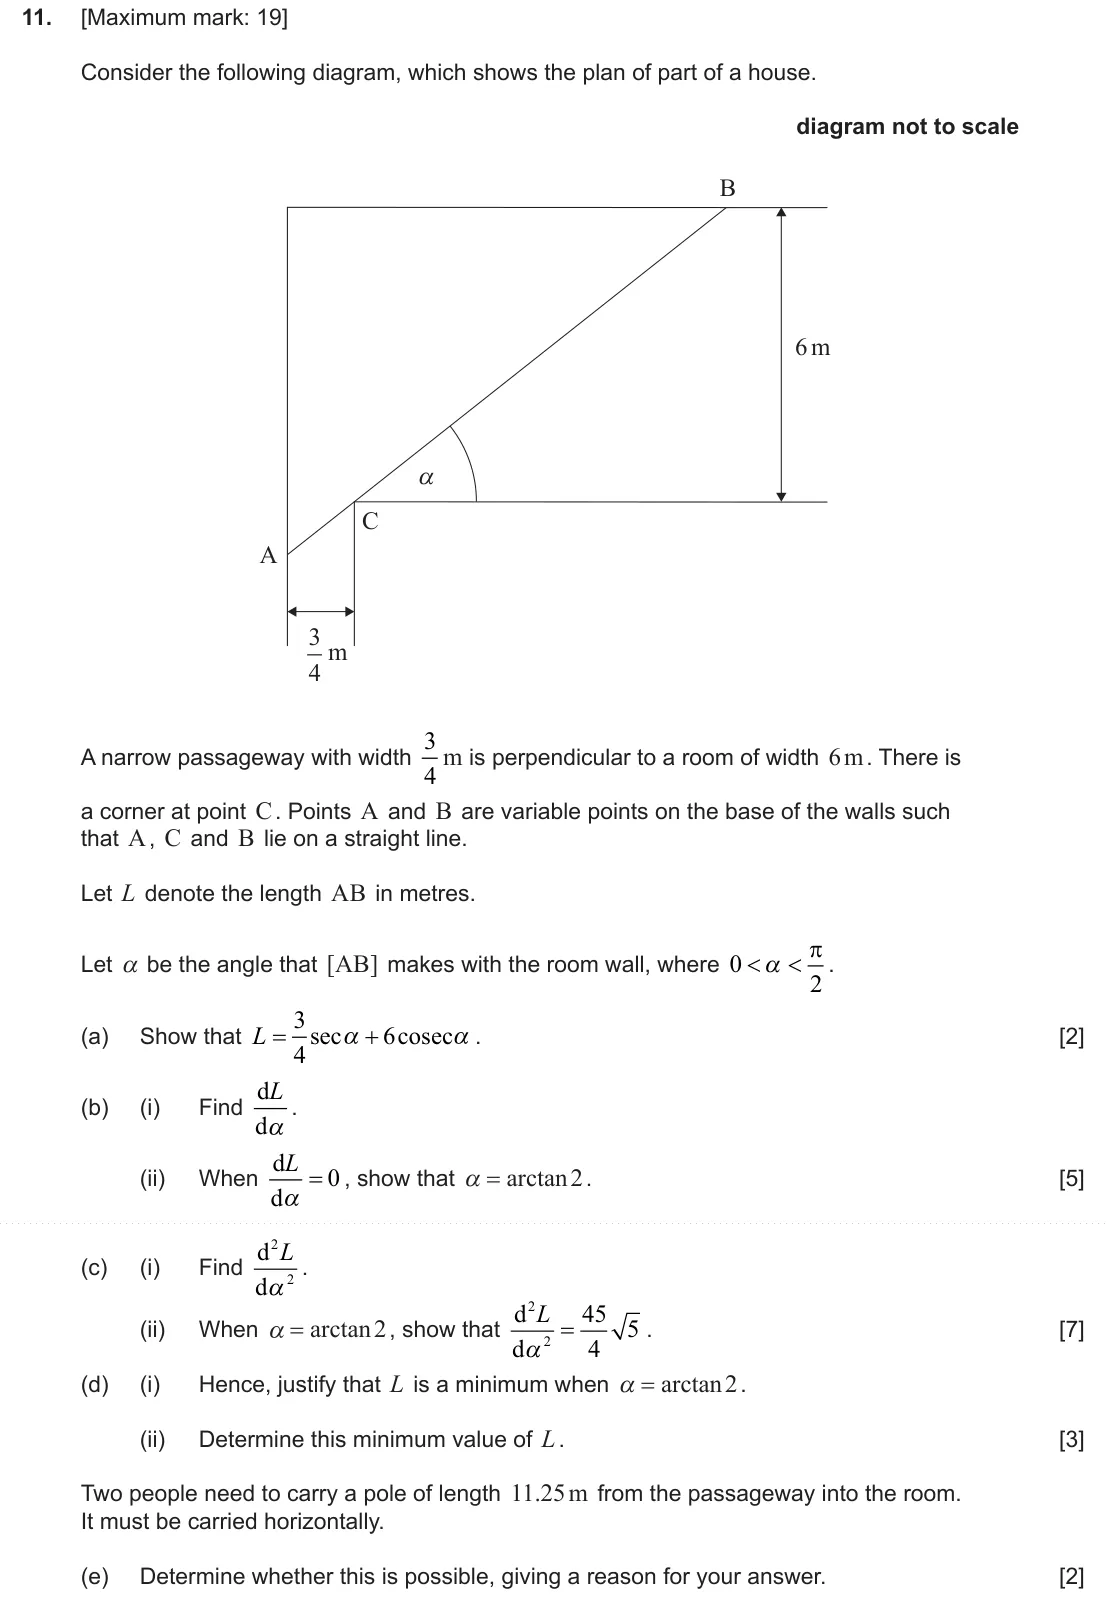 11. [Maximum mark: 19]
Consider the following diagram, which shows the plan of part of a house.
diagram not to scale
B
6 m
α
C
A
3/4 m
A narrow passageway with width 3/4 m is perpendicular to a room of width 6 m. There is
a corner at point C. Points A and B are variable points on the base of the walls such
that A, C and B lie on a straight line.
Let L denote the length AB in metres.
Let α be the angle that [AB] makes with the room wall, where 0 < α < π/2.
(a) Show that L = 3/4 sec α + 6 cosec α. [2]
(b) (i) Find dL/dα.
(ii) When dL/dα = 0, show that α = arctan 2. [5]
(c) (i) Find d²L/dα².
(ii) When α = arctan 2, show that d²L/dα² = 45/4 √5. [7]
(d) (i) Hence, justify that L is a minimum when α = arctan 2.
(ii) Determine this minimum value of L. [3]
Two people need to carry a pole of length 11.25 m from the passageway into the room.
It must be carried horizontally.
(e) Determine whether this is possible, giving a reason for your answer. [2]